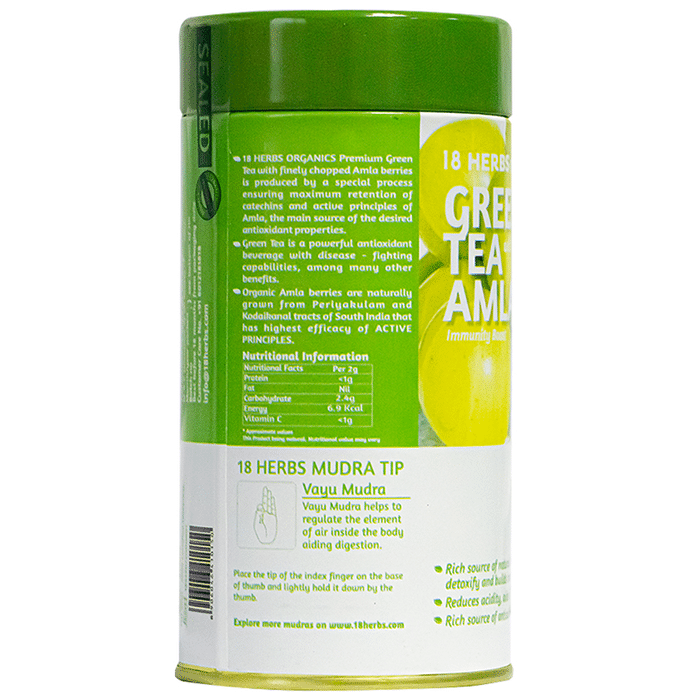 SEALED
18 HERBS ORGANICS Premium Green
Tea with finely chopped Amla berries
is produced by a special process
ensuring maximum retention of
catechins and active principles of
Amla, the main source of the desired
antioxidant properties.
Green Tea is a powerful antioxidant
beverage with disease - fighting
capabilities, among many other
benefits.
Organic Amla berries are naturally
grown from Periyakulam and
Kodaikanal tracts of South India that
has highest efficacy of ACTIVE
PRINCIPLES.
Nutritional Information
Nutritional Facts Per 2g
Protein <1g
Fat Nil
Carbohydrate 2.4g
Energy 6.9 Kcal
Vitamin C <1g
* Approximate values
This Product being natural, Nutritional value may vary
18 HERBS MUDRA TIP
Vayu Mudra
Vayu Mudra helps to
regulate the element
of air inside the body
aiding digestion.
Place the tip of the index finger on the base
of thumb and lightly hold it down by the
thumb.
Explore more mudras on www.18herbs.com
18 HERBS
GREE
TEA
AMLA
Immunity Boost
Rich source of
detoxify and
Reduces acidity,
Rich source of
Customer Care No.
info@18herbs.com